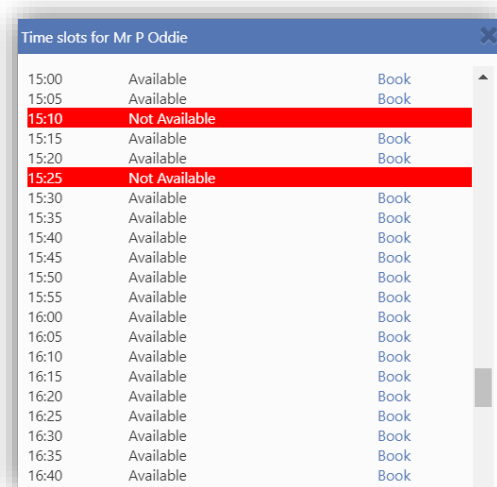 Time slots for Mr P Oddie
15:00 Available Book
15:05 Available Book
15:10 Not Available
15:15 Available Book
15:20 Available Book
15:25 Not Available
15:30 Available Book
15:35 Available Book
15:40 Available Book
15:45 Available Book
15:50 Available Book
15:55 Available Book
16:00 Available Book
16:05 Available Book
16:10 Available Book
16:15 Available Book
16:20 Available Book
16:25 Available Book
16:30 Available Book
16:35 Available Book
16:40 Available Book